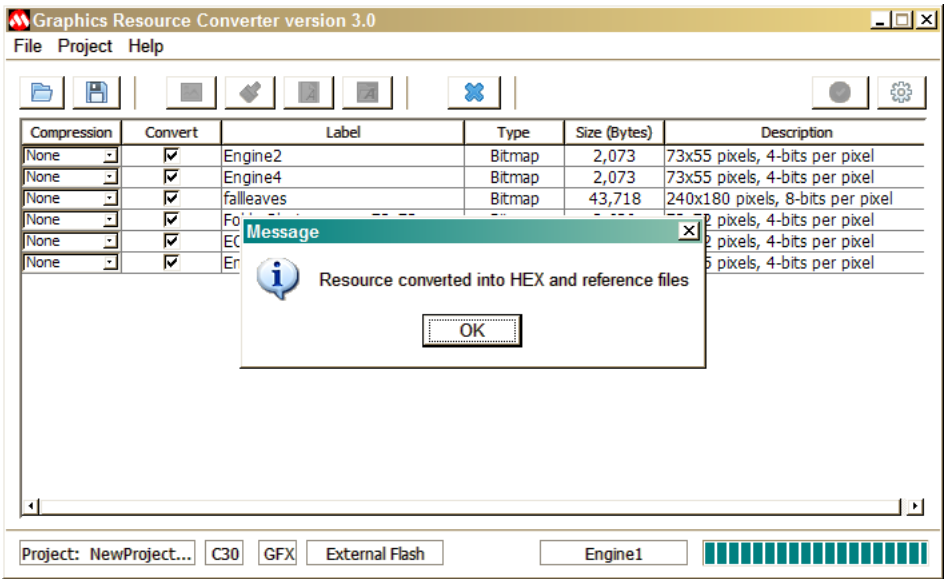 Graphics Resource Converter version 3.0
File Project Help
Compression Convert Label Type Size (Bytes) Description
None Engine2 Bitmap 2,073 73x55 pixels, 4-bits per pixel
None Engine4 Bitmap 2,073 73x55 pixels, 4-bits per pixel
None fallleaves Bitmap 43,718 240x180 pixels, 8-bits per pixel
None pixels, 4-bits per pixel
None pixels, 4-bits per pixel
None pixels, 4-bits per pixel
Message
Resource converted into HEX and reference files
OK
Project: NewProject... C30 GFX External Flash Engine1